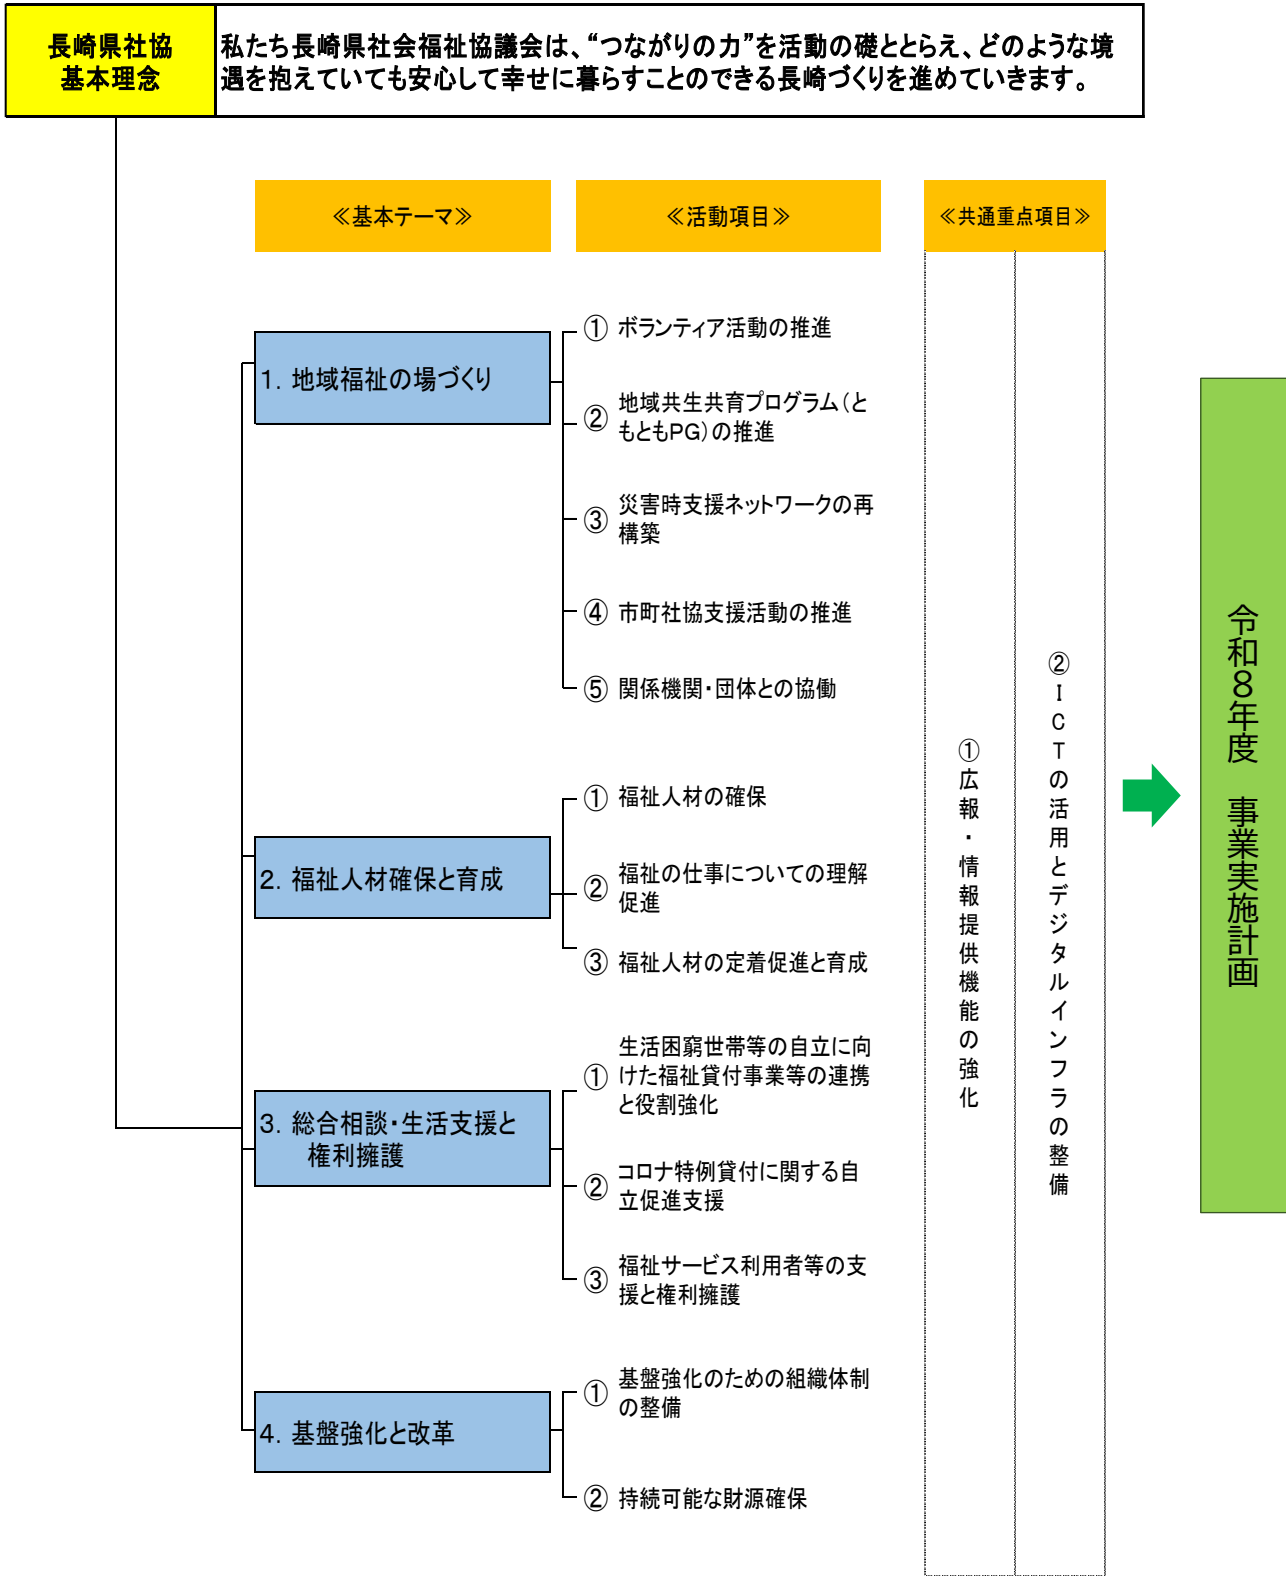 長崎県社協
基本理念
私たち長崎県社会福祉協議会は、“つながりの力”を活動の礎ととらえ、どのような境
遇を抱えていても安心して幸せに暮らすことのできる長崎づくりを進めていきます。
≪基本テーマ≫
≪活動項目≫
≪共通重点項目≫
1．地域福祉の場づくり
① ボランティア活動の推進
② 地域共生共育プログラム（と
もともPG）の推進
③ 災害時支援ネットワークの再
構築
④ 市町社協支援活動の推進
⑤ 関係機関・団体との協働
2．福祉人材確保と育成
① 福祉人材の確保
② 福祉の仕事についての理解
促進
③ 福祉人材の定着促進と育成
3．総合相談・生活支援と
権利擁護
① 生活困窮世帯等の自立に向
けた福祉貸付事業等の連携
と役割強化
② コロナ特例貸付に関する自
立促進支援
③ 福祉サービス利用者等の支
援と権利擁護
4．基盤強化と改革
① 基盤強化のための組織体制
の整備
② 持続可能な財源確保
①広報・情報提供機能の強化
②ICTの活用とデジタルインフラの整備
令和８年度　事業実施計画